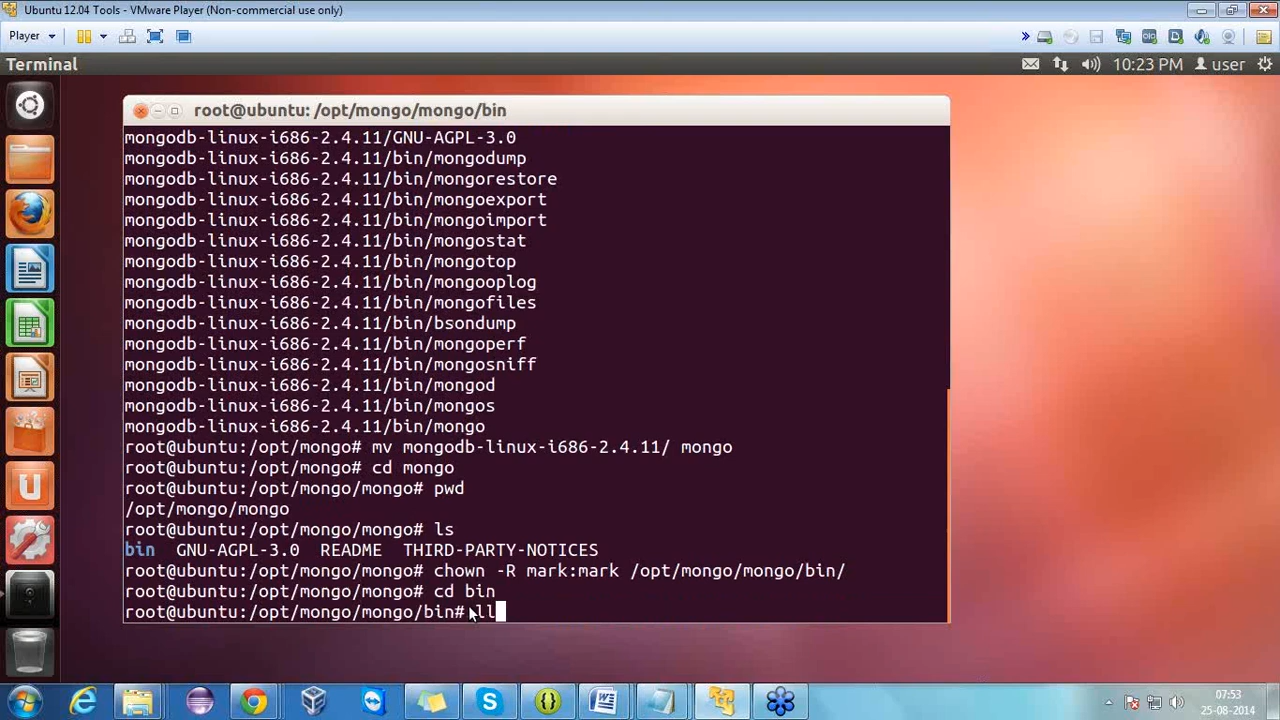 Ubuntu 12.04 Tools - VMware Player (Non-commercial use only)
Player
Terminal
10:23 PM
user
root@ubuntu: /opt/mongo/mongo/bin
mongodb-linux-i686-2.4.11/GNU-AGPL-3.0
mongodb-linux-i686-2.4.11/bin/mongodump
mongodb-linux-i686-2.4.11/bin/mongorestore
mongodb-linux-i686-2.4.11/bin/mongoexport
mongodb-linux-i686-2.4.11/bin/mongoimport
mongodb-linux-i686-2.4.11/bin/mongostat
mongodb-linux-i686-2.4.11/bin/mongotop
mongodb-linux-i686-2.4.11/bin/mongooplog
mongodb-linux-i686-2.4.11/bin/mongofiles
mongodb-linux-i686-2.4.11/bin/bsondump
mongodb-linux-i686-2.4.11/bin/mongoperf
mongodb-linux-i686-2.4.11/bin/mongosniff
mongodb-linux-i686-2.4.11/bin/mongod
mongodb-linux-i686-2.4.11/bin/mongos
mongodb-linux-i686-2.4.11/bin/mongo
root@ubuntu:/opt/mongo# mv mongodb-linux-i686-2.4.11/ mongo
root@ubuntu:/opt/mongo# cd mongo
root@ubuntu:/opt/mongo/mongo# pwd
/opt/mongo/mongo
root@ubuntu:/opt/mongo/mongo# ls
bin  GNU-AGPL-3.0  README  THIRD-PARTY-NOTICES
root@ubuntu:/opt/mongo/mongo# chown -R mark:mark /opt/mongo/mongo/bin/
root@ubuntu:/opt/mongo/mongo# cd bin
root@ubuntu:/opt/mongo/mongo/bin# ll
07:53
25-08-2014